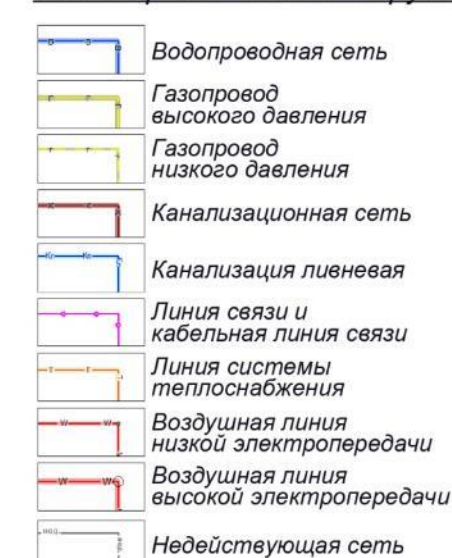 Водопроводная сеть
Газопровод
высокого давления
Газопровод
низкого давления
Канализационная сеть
Канализация ливневая
Линия связи и
кабельная линия связи
Линия системы
теплоснабжения
Воздушная линия
низкой электропередачи
Воздушная линия
высокой электропередачи
Недействующая сеть